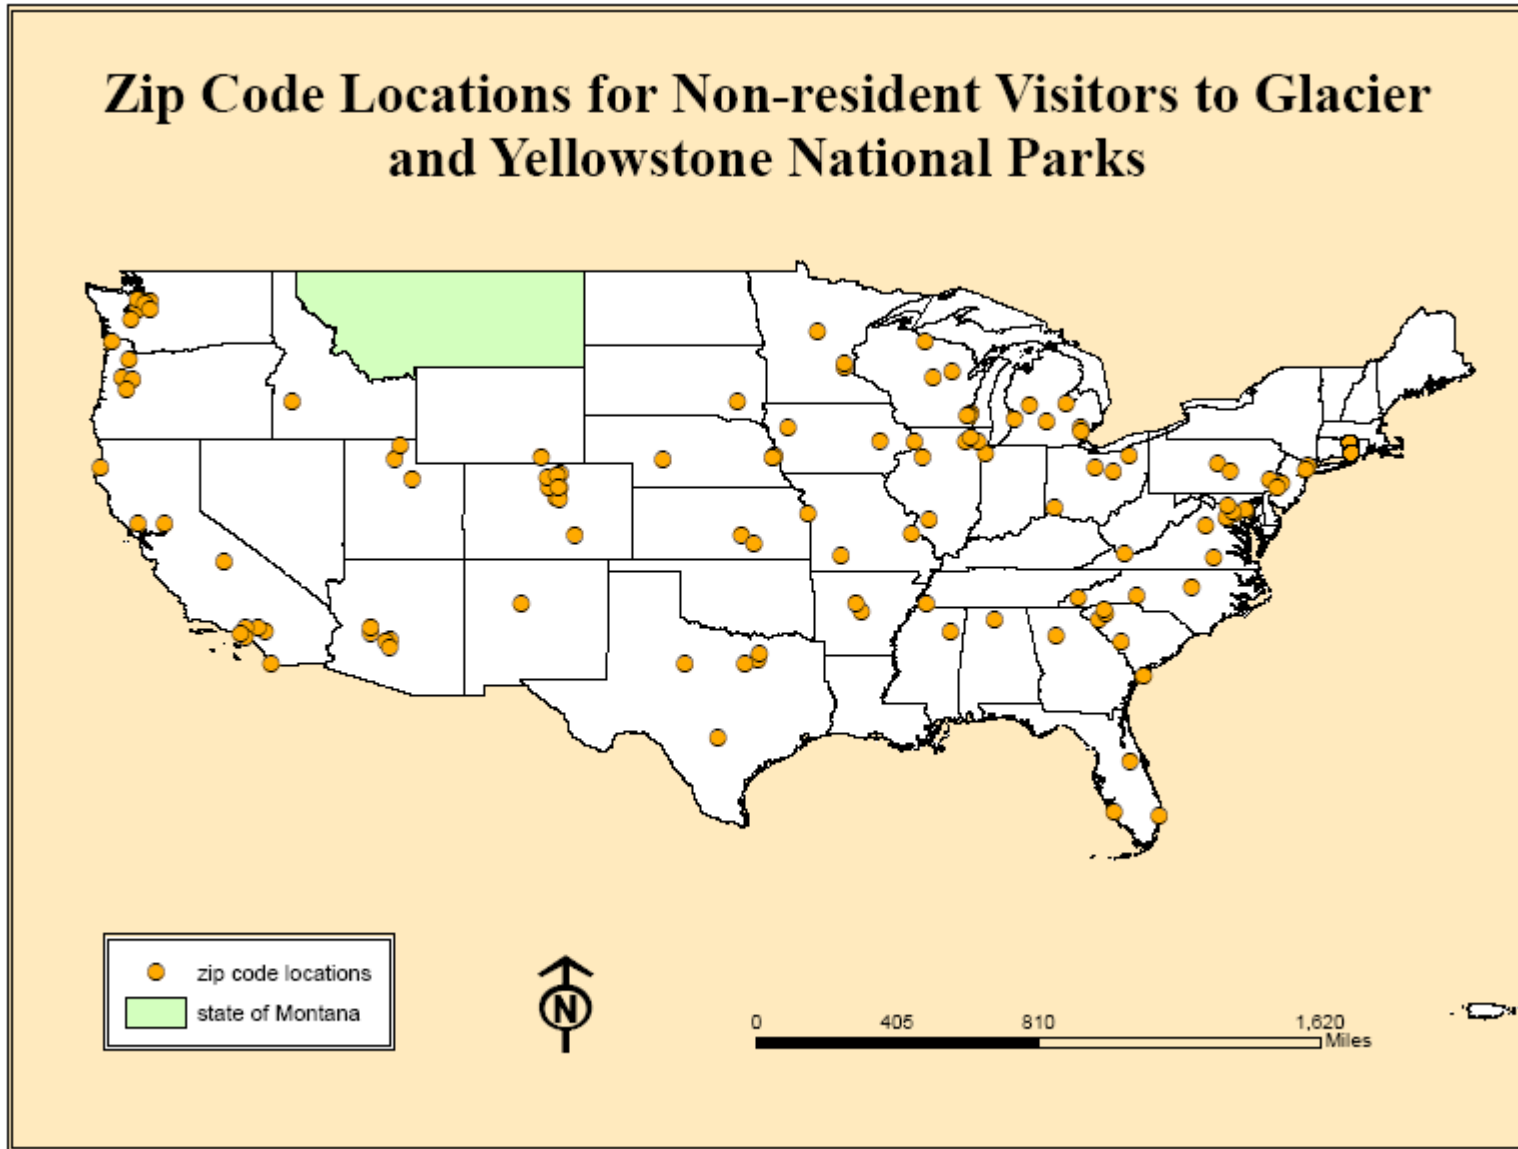 Zip Code Locations for Non-resident Visitors to Glacier
and Yellowstone National Parks
zip code locations
state of Montana
N
0 405 810 1,620
Miles